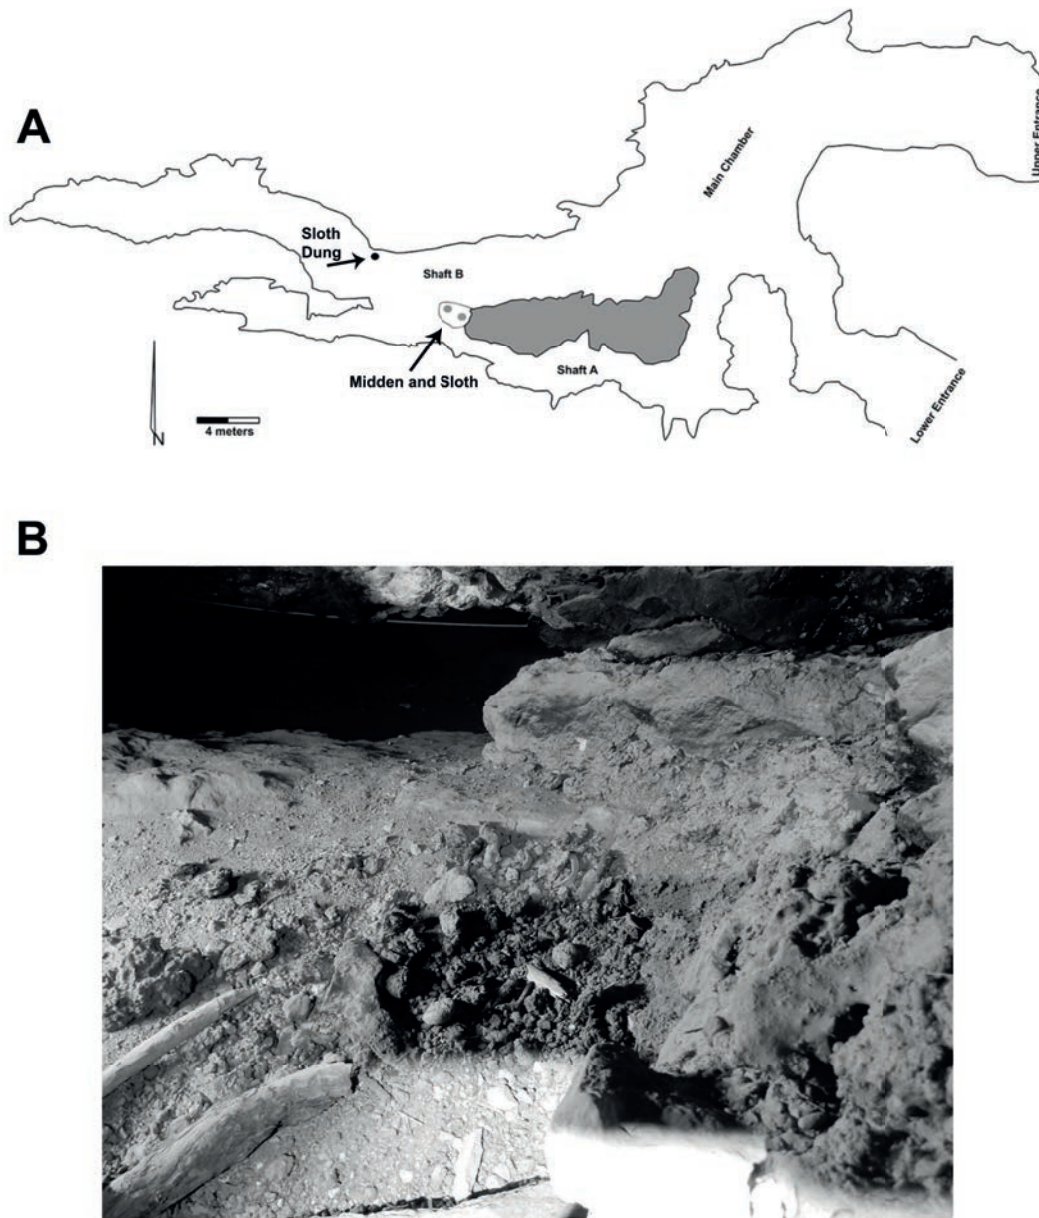 A
Upper Entrance
Main Chamber
Sloth
Dung
Shaft B
Midden and Sloth
Shaft A
Lower Entrance
N
4 meters
B